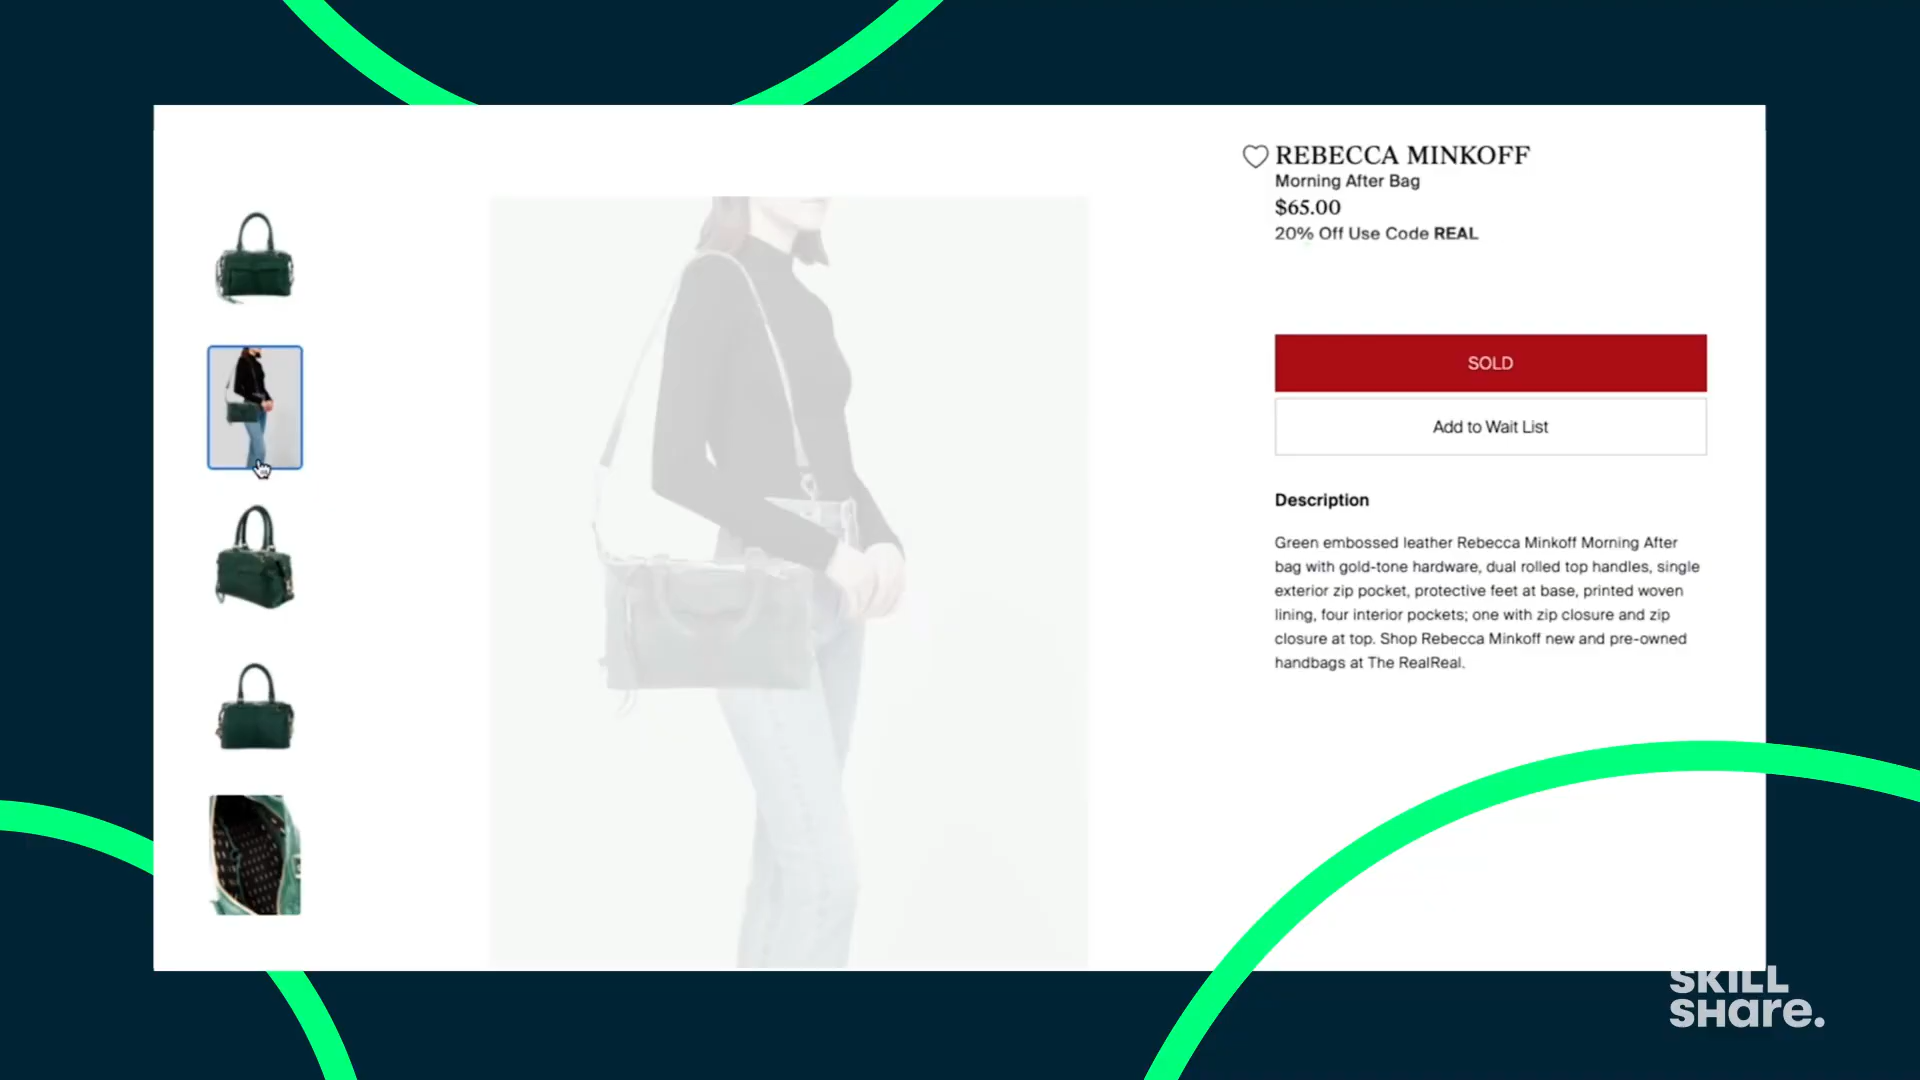 REBECCA MINKOFF
Morning After Bag
$65.00
20% Off Use Code REAL
SOLD
Add to Wait List
Description
Green embossed leather Rebecca Minkoff Morning After
bag with gold-tone hardware, dual rolled top handles, single
exterior zip pocket, protective feet at base, printed woven
lining, four interior pockets; one with zip closure and zip
closure at top. Shop Rebecca Minkoff new and pre-owned
handbags at The RealReal.
SKILL
SHare.